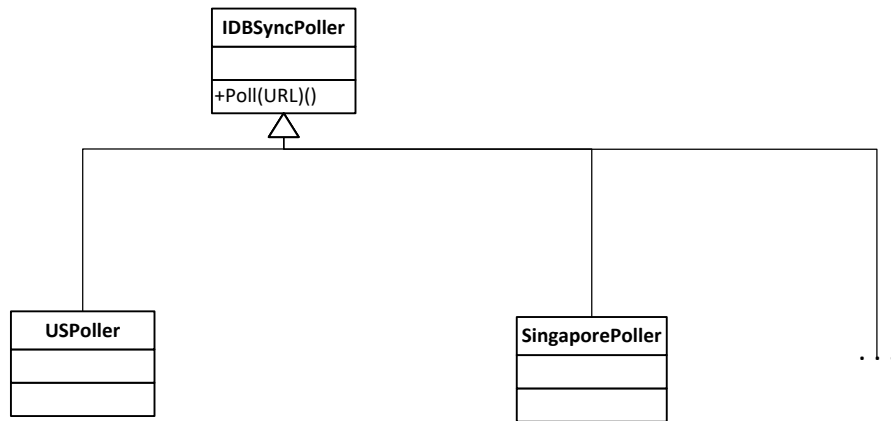 IDBSyncPoller
+Poll(URL)()
USPoller
SingaporePoller
. . .